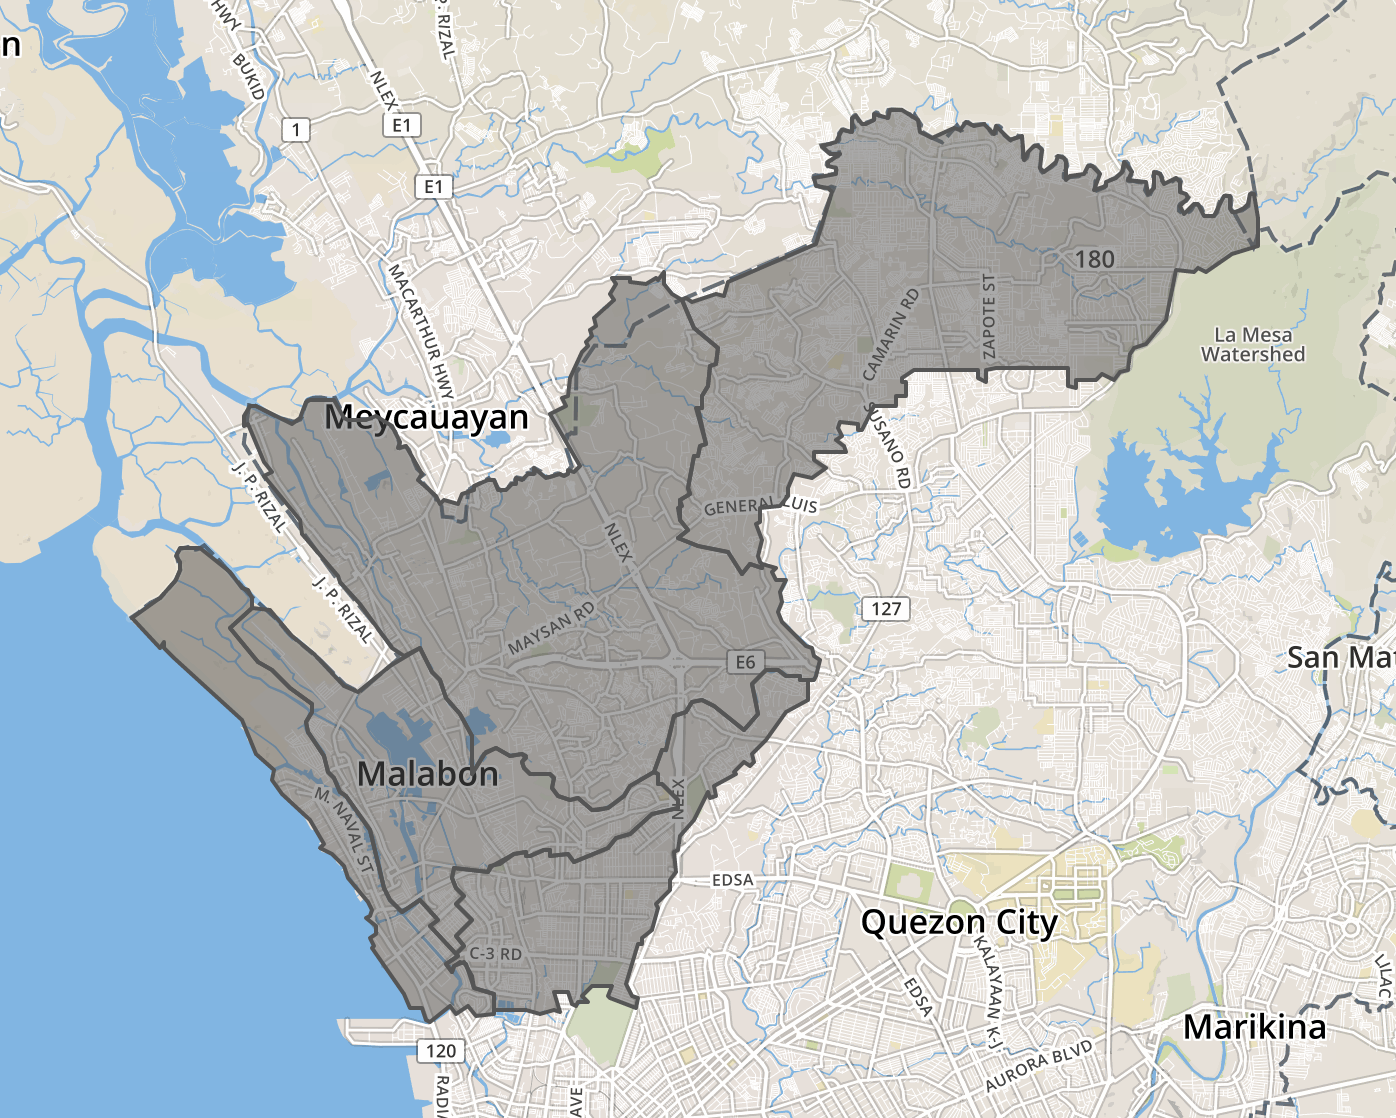 n
HWY
BUKID
P. RIZAL
NLEX
E1
1
E1
MACARTHUR HWY
180
ZAPOTE ST
CAMARIN RD
La Mesa
Watershed
Meycauayan
SUSANO RD
J. P. RIZAL
GENERAL LUIS
NLEX
J. P. RIZAL
127
MAYSAN RD
E6
San Mat
Malabon
NLEX
M. NAVAL ST
EDSA
Quezon City
C-3 RD
KALAYAAN K-J
EDSA
LILAC
Marikina
120
AURORA BLVD
RADIA
AVE